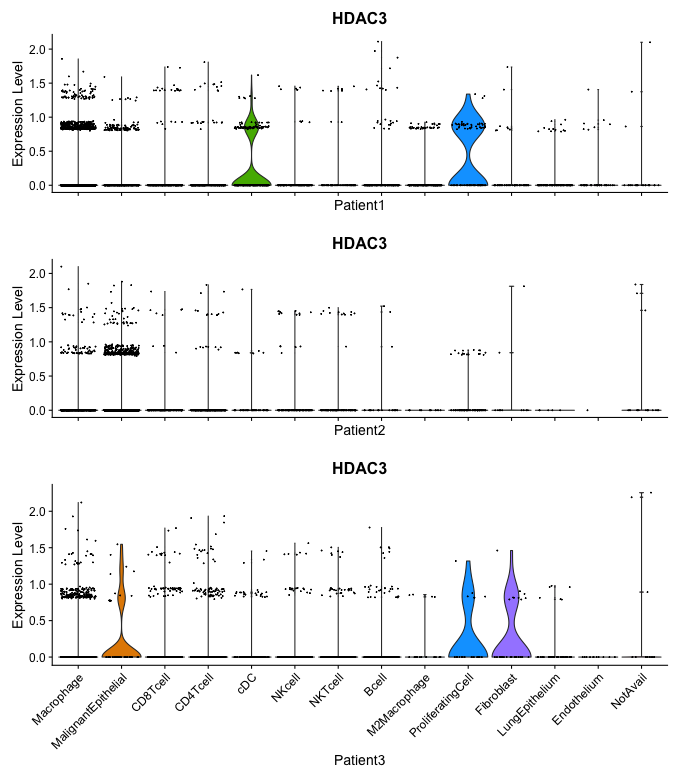 HDAC3
Expression Level
2.0
1.5
1.0
0.5
0.0
Patient1
HDAC3
Expression Level
2.0
1.5
1.0
0.5
0.0
Patient2
HDAC3
Expression Level
2.0
1.5
1.0
0.5
0.0
Macrophage
MalignantEpithelial
CD8Tcell
CD4Tcell
cDC
NKcell
NKTcell
Bcell
M2Macrophage
ProliferatingCell
Fibroblast
LungEpithelium
Endothelium
NotAvail
Patient3